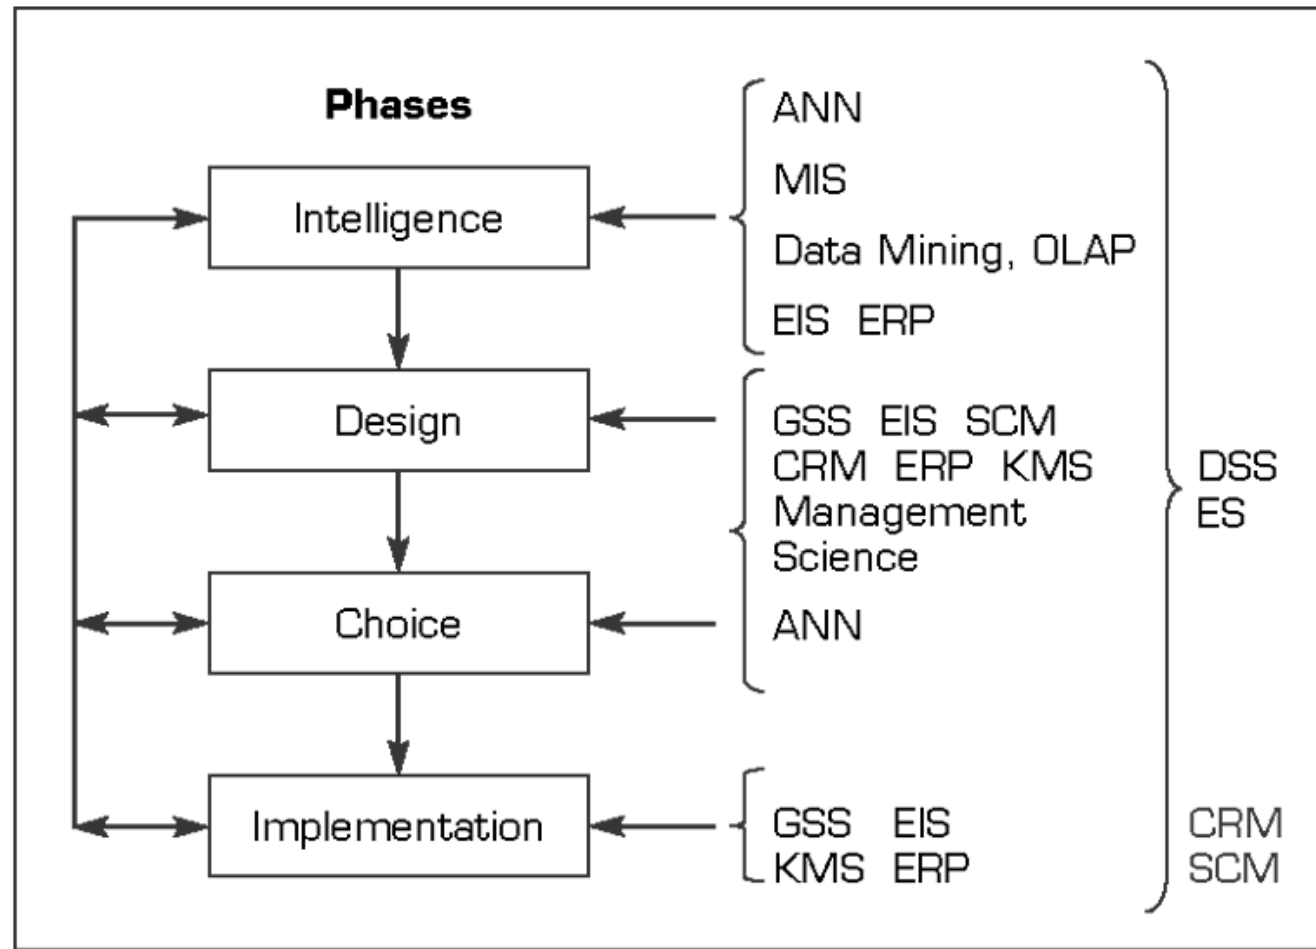 Phases
Intelligence
Design
Choice
Implementation
ANN
MIS
Data Mining, OLAP
EIS ERP
GSS EIS SCM
CRM ERP KMS
Management
Science
ANN
GSS EIS
KMS ERP
DSS
ES
CRM
SCM